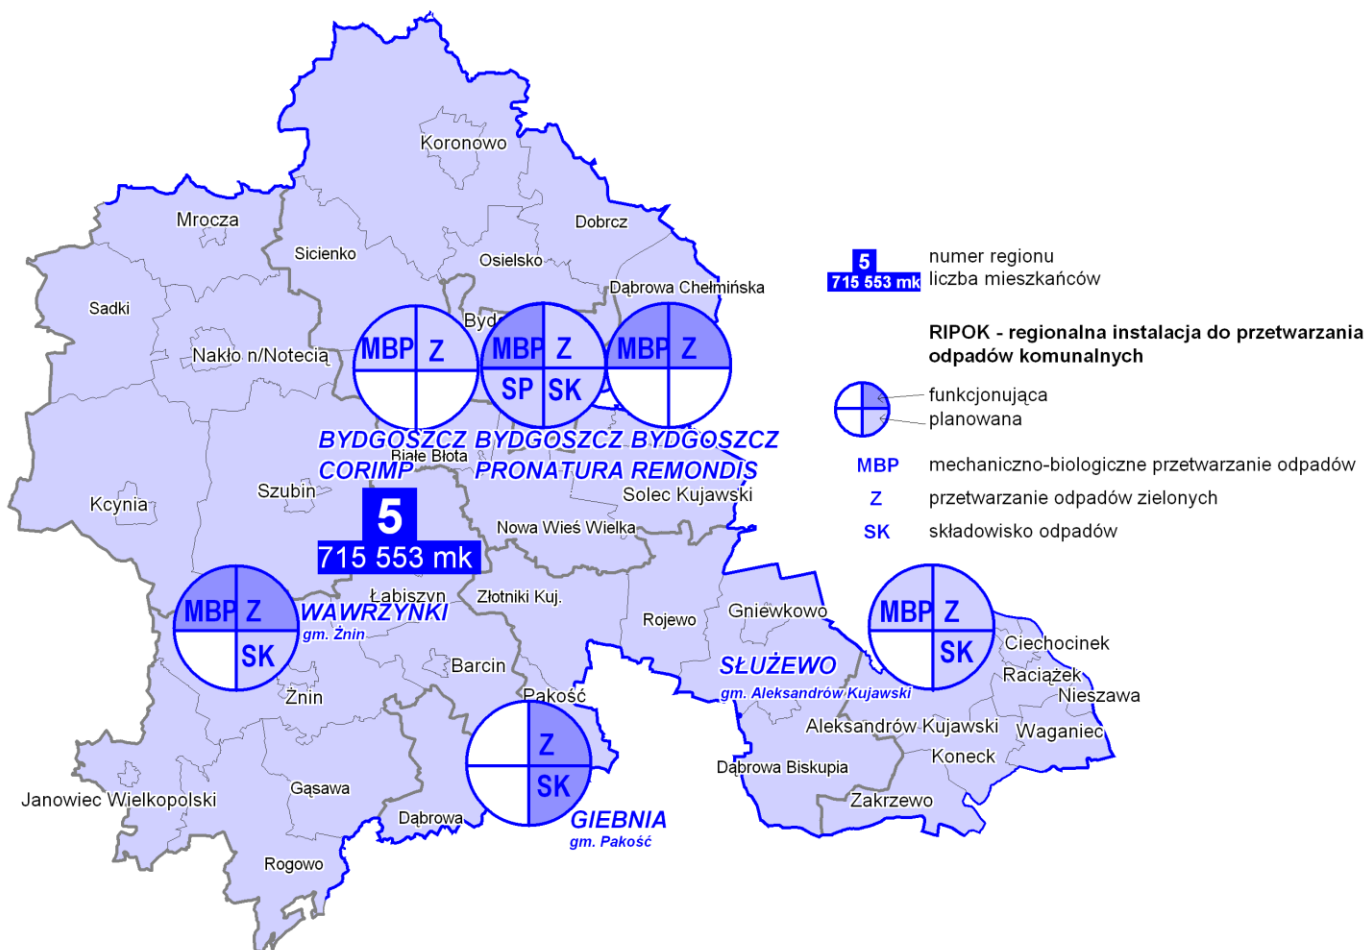 Koronowo
Mrocza
Dobrcz
Sicienko
Osielsko
Dąbrowa Chełmińska
Sadki
Nakło n/Notecią
MBP Z
MBP Z
SP SK
MBP Z
BYDGOSZCZ
CORIMP
BYDGOSZCZ
PRONATURA
BYDGOSZCZ
REMONDIS
Białe Błota
Kcynia
Szubin
Solec Kujawski
5
715 553 mk
Nowa Wieś Wielka
MBP Z
SK
WAWRZYNKI
gm. Żnin
Łabiszyn
Złotniki Kuj.
Rojewo
Gniewkowo
MBP Z
SK
Ciechocinek
Raciążek
Nieszawa
SŁUŻEWO
gm. Aleksandrów Kujawski
Barcin
Żnin
Pakość
Aleksandrów Kujawski
Waganiec
Koneck
Z
SK
Dąbrowa Biskupia
Janowiec Wielkopolski
Gąsawa
Dąbrowa
Zakrzewo
GIEBNIA
gm. Pakość
Rogowo
5
715 553 mk
numer regionu
liczba mieszkańców
RIPOK - regionalna instalacja do przetwarzania
odpadów komunalnych
funkcjonująca
planowana
MBP mechaniczno-biologiczne przetwarzanie odpadów
Z przetwarzanie odpadów zielonych
SK składowisko odpadów